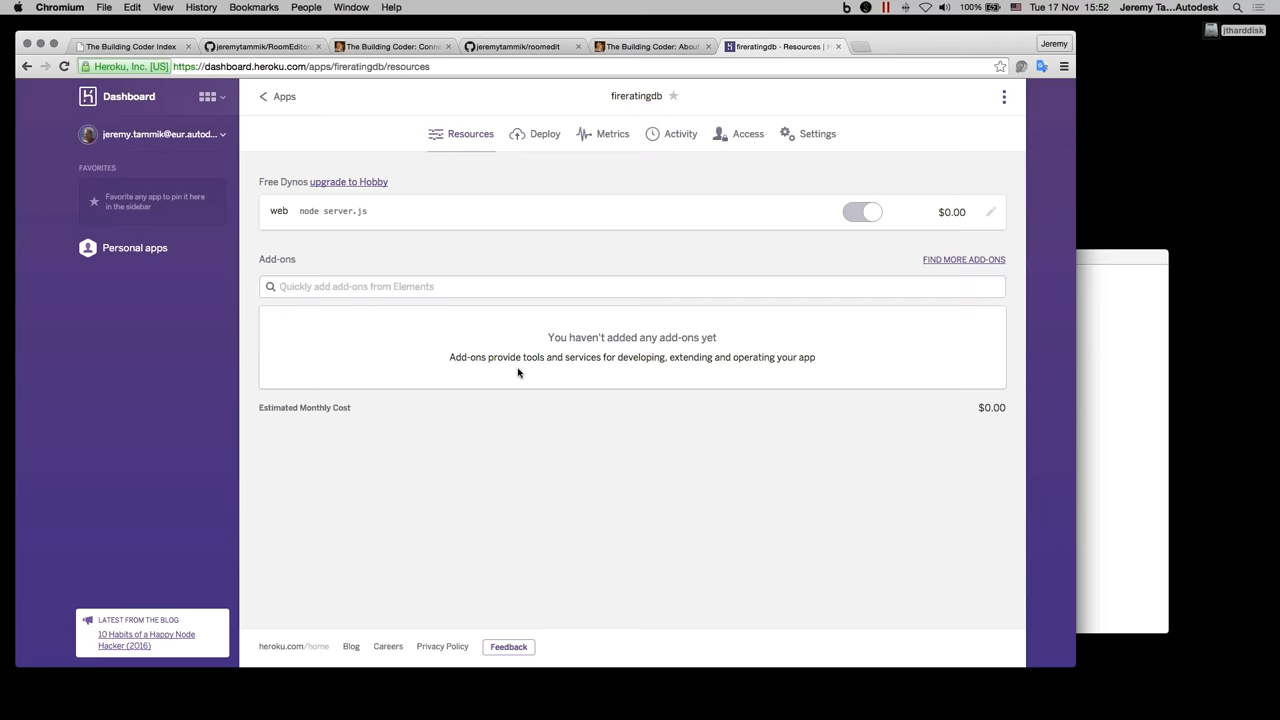 Chromium File Edit View History Bookmarks People Window Help 100% Tue 17 Nov 15:52 Jeremy Ta...Autodesk
jtharddisk
The Building Coder Index jeremytammik/RoomEditor The Building Coder: Conne jeremytammik/roomedit The Building Coder: Abou fireratingdb · Resources | Jeremy
Heroku, Inc. [US] https://dashboard.heroku.com/apps/fireratingdb/resources
Dashboard
Apps
fireratingdb
jeremy.tammik@eur.autod...
Resources Deploy Metrics Activity Access Settings
FAVORITES
Favorite any app to pin it here
in the sidebar
Personal apps
Free Dynos upgrade to Hobby
web node server.js $0.00
Add-ons FIND MORE ADD-ONS
Quickly add add-ons from Elements
You haven't added any add-ons yet
Add-ons provide tools and services for developing, extending and operating your app
Estimated Monthly Cost $0.00
LATEST FROM THE BLOG
10 Habits of a Happy Node
Hacker (2016)
heroku.com/home Blog Careers Privacy Policy Feedback